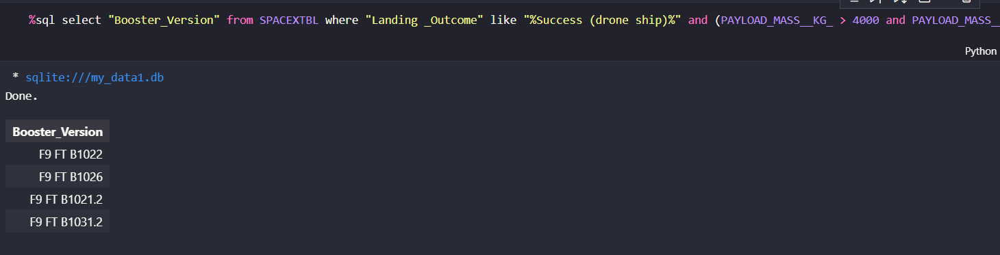 %sql select "Booster_Version" from SPACEXTBL where "Landing _Outcome" like "%Success (drone ship)%" and (PAYLOAD_MASS__KG_ > 4000 and PAYLOAD_MASS__
Python
* sqlite:///my_data1.db
Done.
Booster_Version
F9 FT B1022
F9 FT B1026
F9 FT B1021.2
F9 FT B1031.2